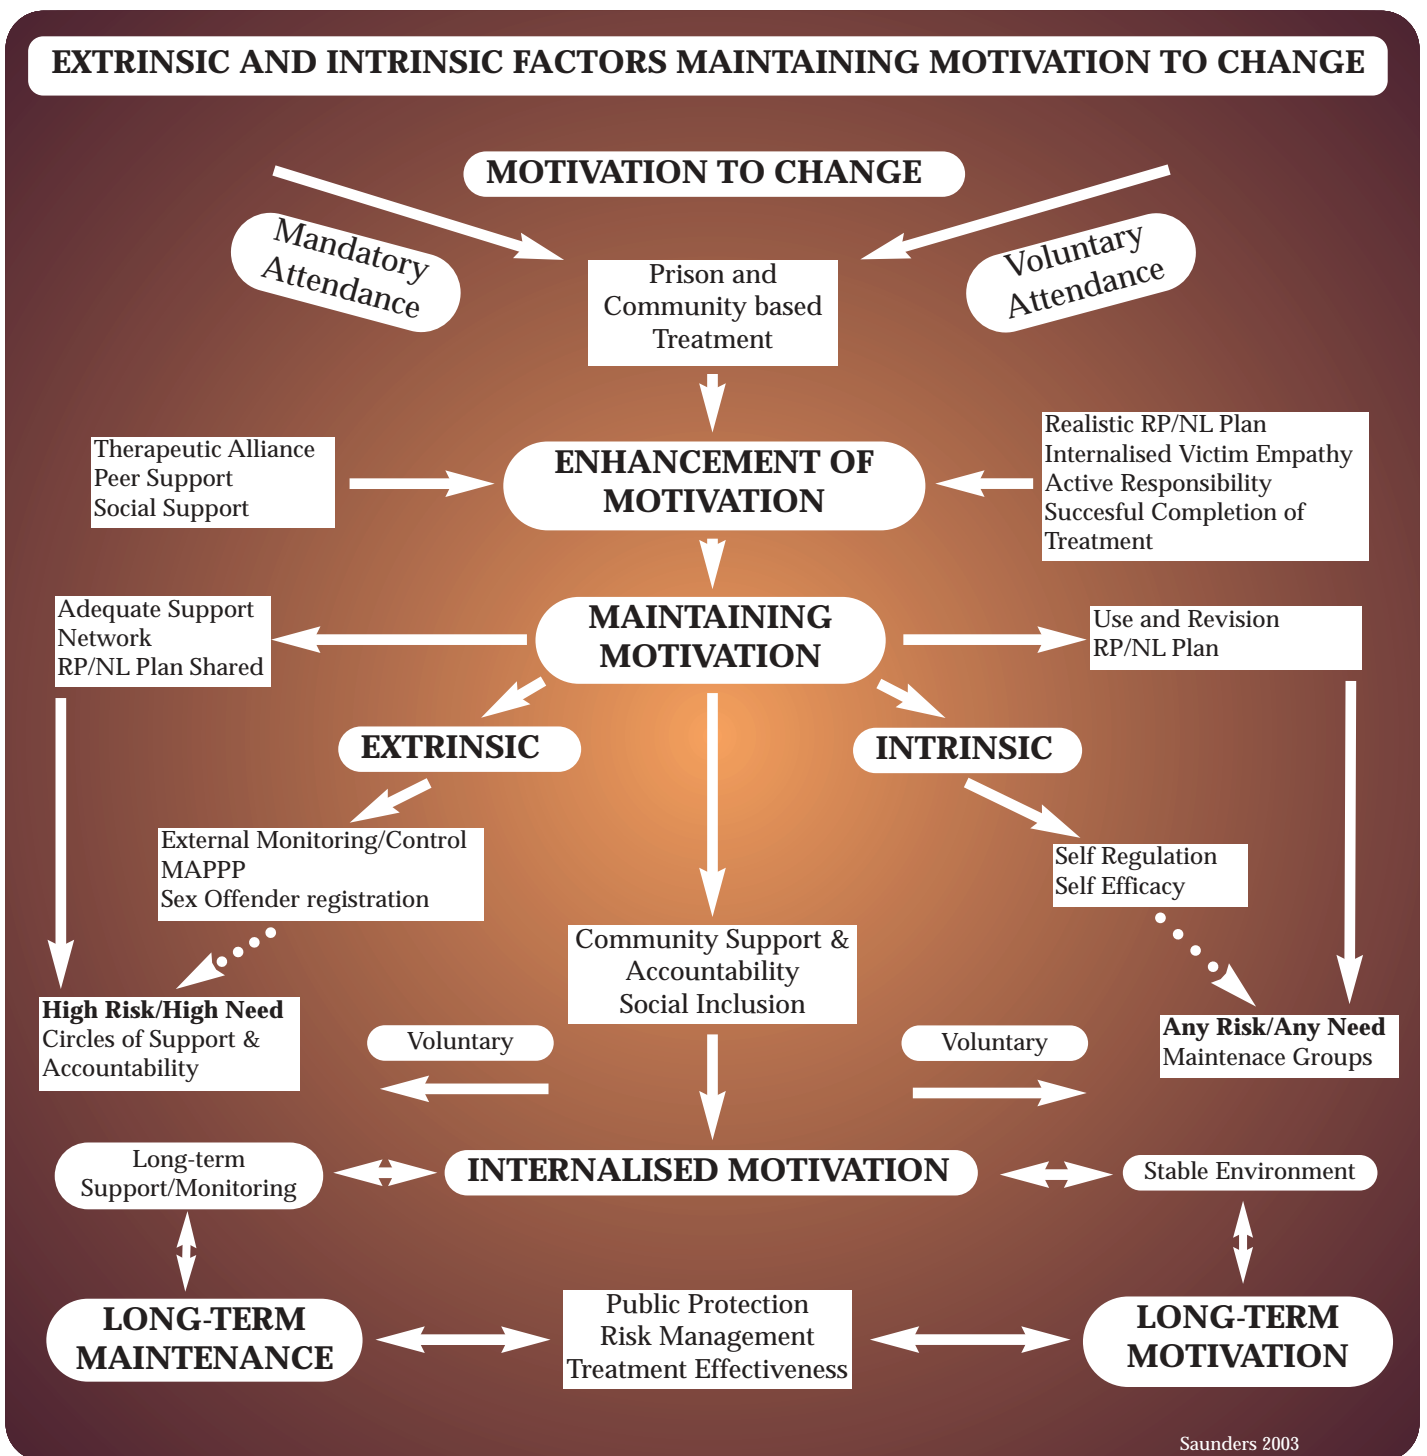 EXTRINSIC AND INTRINSIC FACTORS MAINTAINING MOTIVATION TO CHANGE
MOTIVATION TO CHANGE
Mandatory
Attendance
Voluntary
Attendance
Prison and
Community based
Treatment
Therapeutic Alliance
Peer Support
Social Support
ENHANCEMENT OF
MOTIVATION
Realistic RP/NL Plan
Internalised Victim Empathy
Active Responsibility
Succesful Completion of
Treatment
Adequate Support
Network
RP/NL Plan Shared
MAINTAINING
MOTIVATION
Use and Revision
RP/NL Plan
EXTRINSIC
INTRINSIC
External Monitoring/Control
MAPPP
Sex Offender registration
Self Regulation
Self Efficacy
Community Support &
Accountability
Social Inclusion
High Risk/High Need
Circles of Support &
Accountability
Voluntary
Voluntary
Any Risk/Any Need
Maintenace Groups
Long-term
Support/Monitoring
INTERNALISED MOTIVATION
Stable Environment
LONG-TERM
MAINTENANCE
Public Protection
Risk Management
Treatment Effectiveness
LONG-TERM
MOTIVATION
Saunders 2003